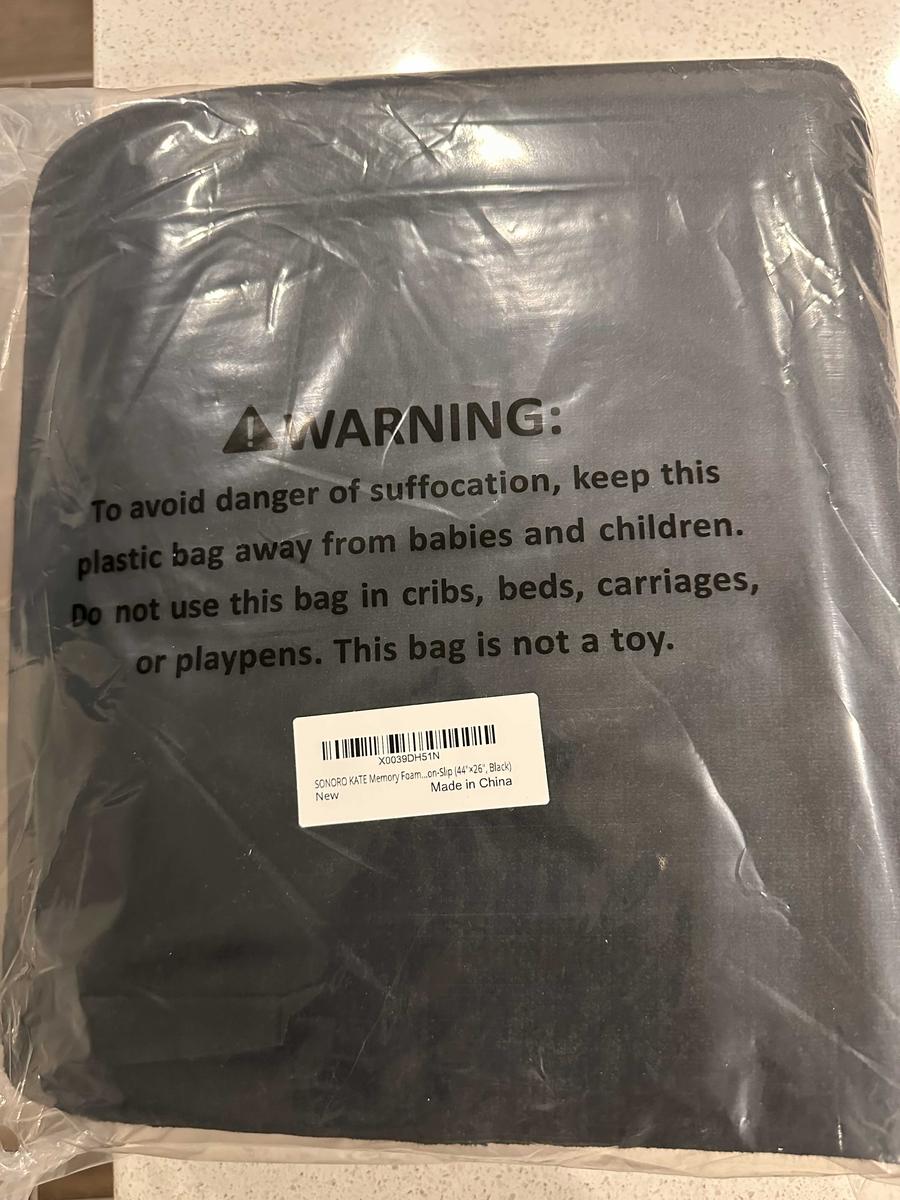 WARNING:
To avoid danger of suffocation, keep this
plastic bag away from babies and children.
Do not use this bag in cribs, beds, carriages,
or playpens. This bag is not a toy.
X0039DH51N
SONORO KATE Memory Foam...on-Slip (44"×26", Black)
New Made in China